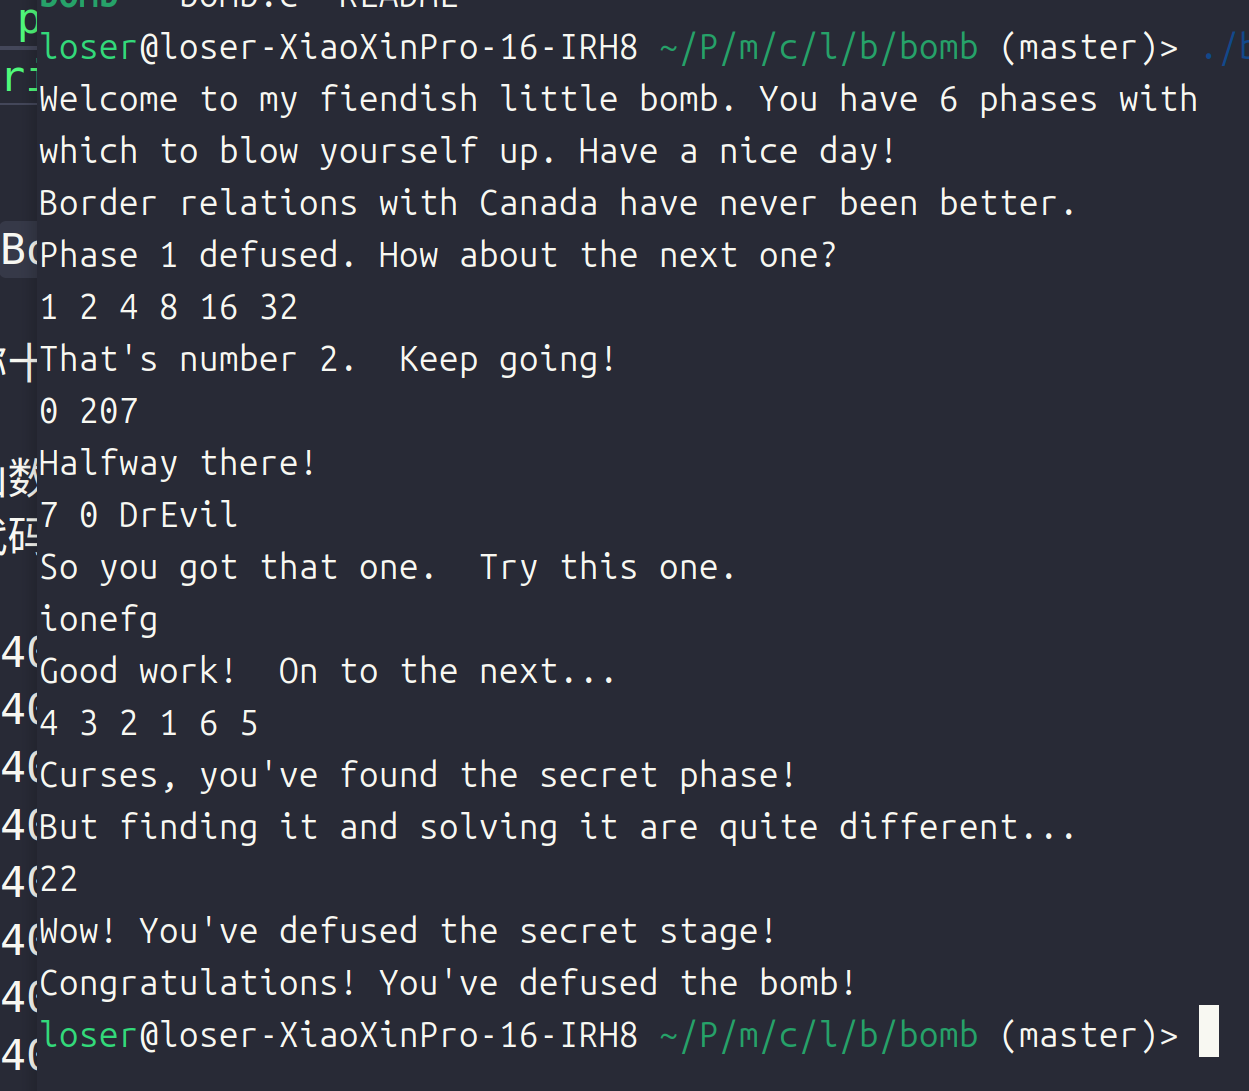 loser@loser-XiaoXinPro-16-IRH8 ~/P/m/c/l/b/bomb (master)>
Welcome to my fiendish little bomb. You have 6 phases with
which to blow yourself up. Have a nice day!
Border relations with Canada have never been better.
Phase 1 defused. How about the next one?
1 2 4 8 16 32
That's number 2.  Keep going!
0 207
Halfway there!
7 0 DrEvil
So you got that one.  Try this one.
ionefg
Good work!  On to the next...
4 3 2 1 6 5
Curses, you've found the secret phase!
But finding it and solving it are quite different...
22
Wow! You've defused the secret stage!
Congratulations! You've defused the bomb!
loser@loser-XiaoXinPro-16-IRH8 ~/P/m/c/l/b/bomb (master)>